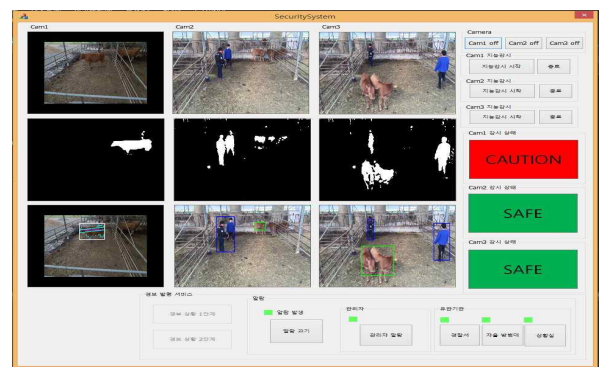 SecuritySystem
Cam1 Cam2 Cam3
Camera
Cam1 off Cam2 off Cam3 off
Cam1 지능감시
지능감시 시작 종료
Cam2 지능감시
지능감시 시작 종료
Cam3 지능감시
지능감시 시작 종료
Cam1 감시 상태
CAUTION
Cam2 감시 상태
SAFE
Cam3 감시 상태
SAFE
경보 발령 서비스
경보 상황 1단계
경보 상황 2단계
알람
알람 발생
알람 끄기
관리자
관리자 알람
유관기관
경찰서 자율 방범대 상황실